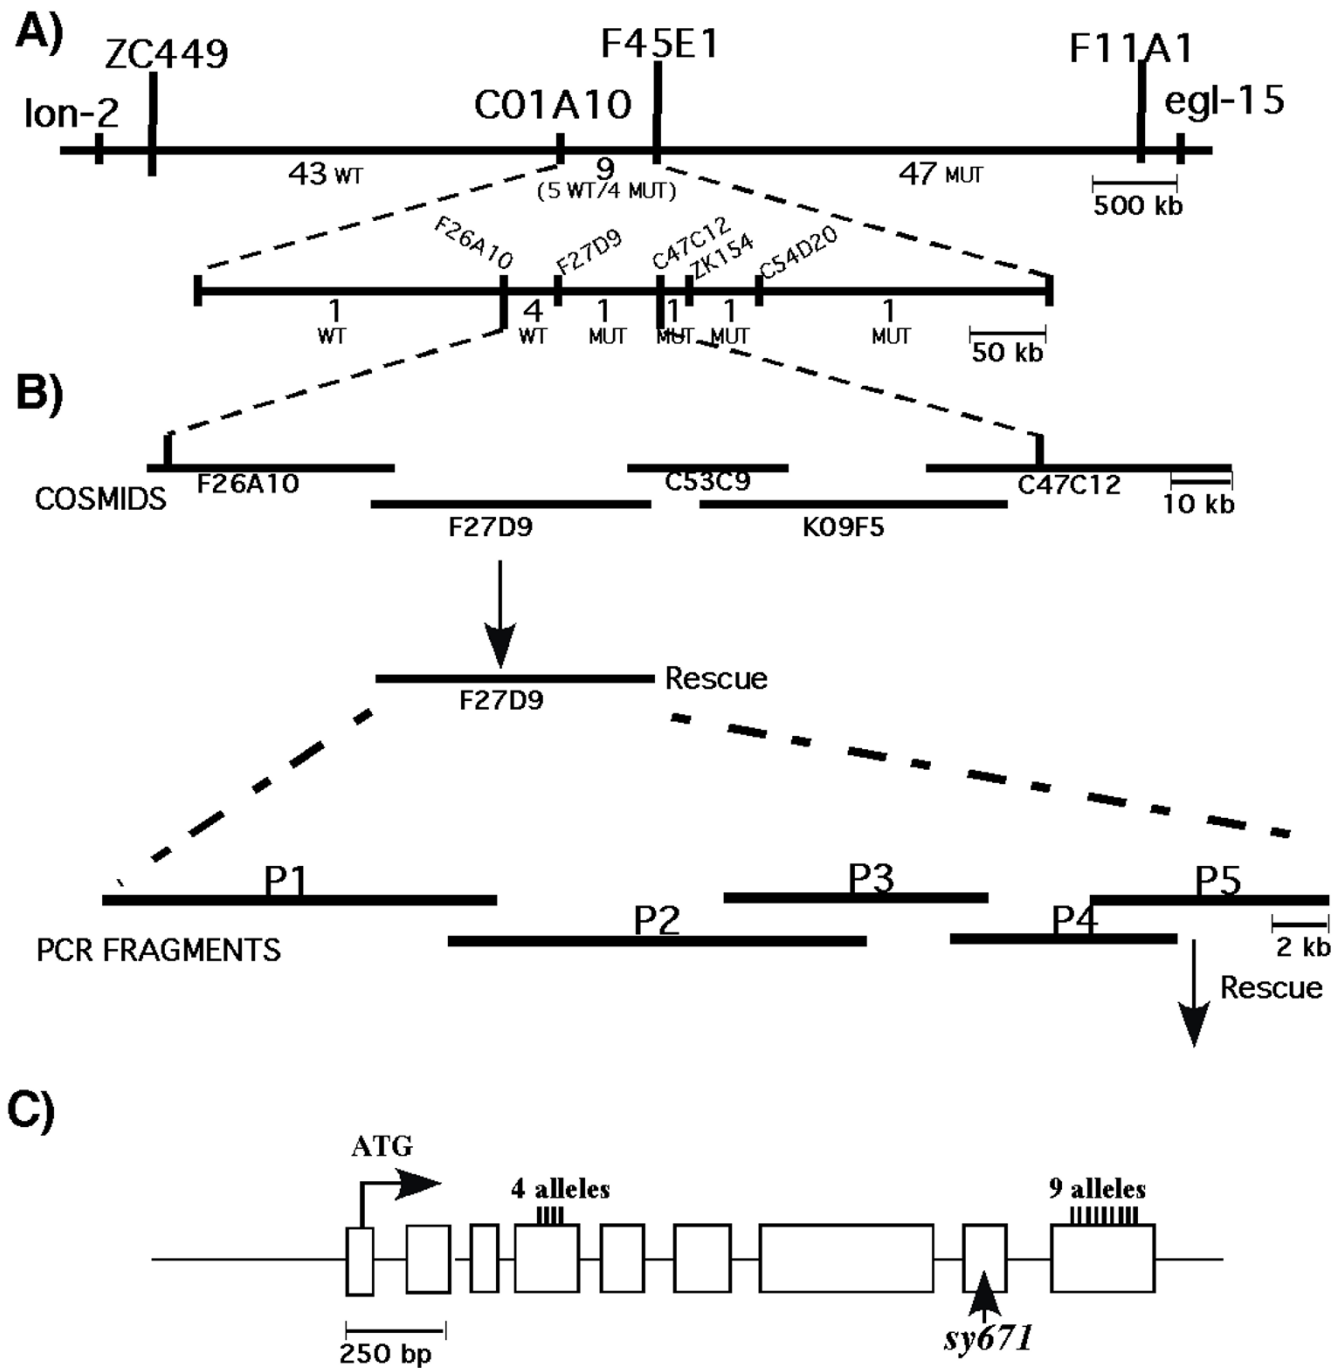 A)
ZC449
F45E1
F11A1
lon-2
C01A10
egl-15
43 WT
9
47 MUT
(5 WT/4 MUT)
500 kb
F26A10
F27D9
C47C12
ZK154
C54D20
1
4
1
1
1
1
WT
WT
MUT
MUT
MUT
MUT
50 kb
B)
F26A10
C53C9
C47C12
COSMIDS
10 kb
F27D9
K09F5
Rescue
F27D9
P1
P3
P5
P2
P4
PCR FRAGMENTS
2 kb
Rescue
C)
ATG
4 alleles
9 alleles
sy671
250 bp